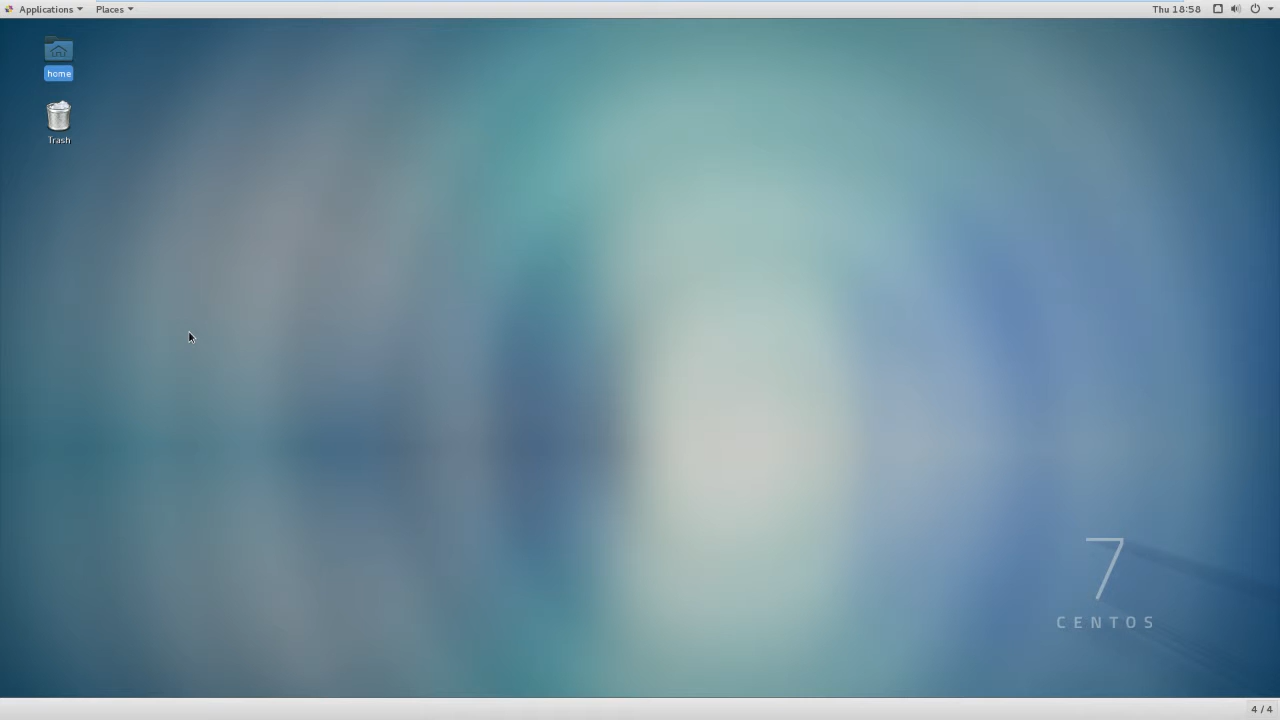 Applications
Places
Thu 18:58
home
Trash
7
CENTOS
4 / 4